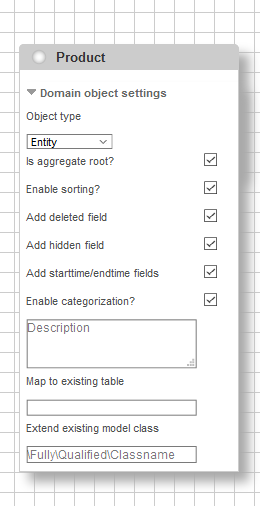 Product
Domain object settings
Object type
Entity
Is aggregate root?
Enable sorting?
Add deleted field
Add hidden field
Add starttime/endtime fields
Enable categorization?
Description
Map to existing table
Extend existing model class
\Fully\Qualified\Classname